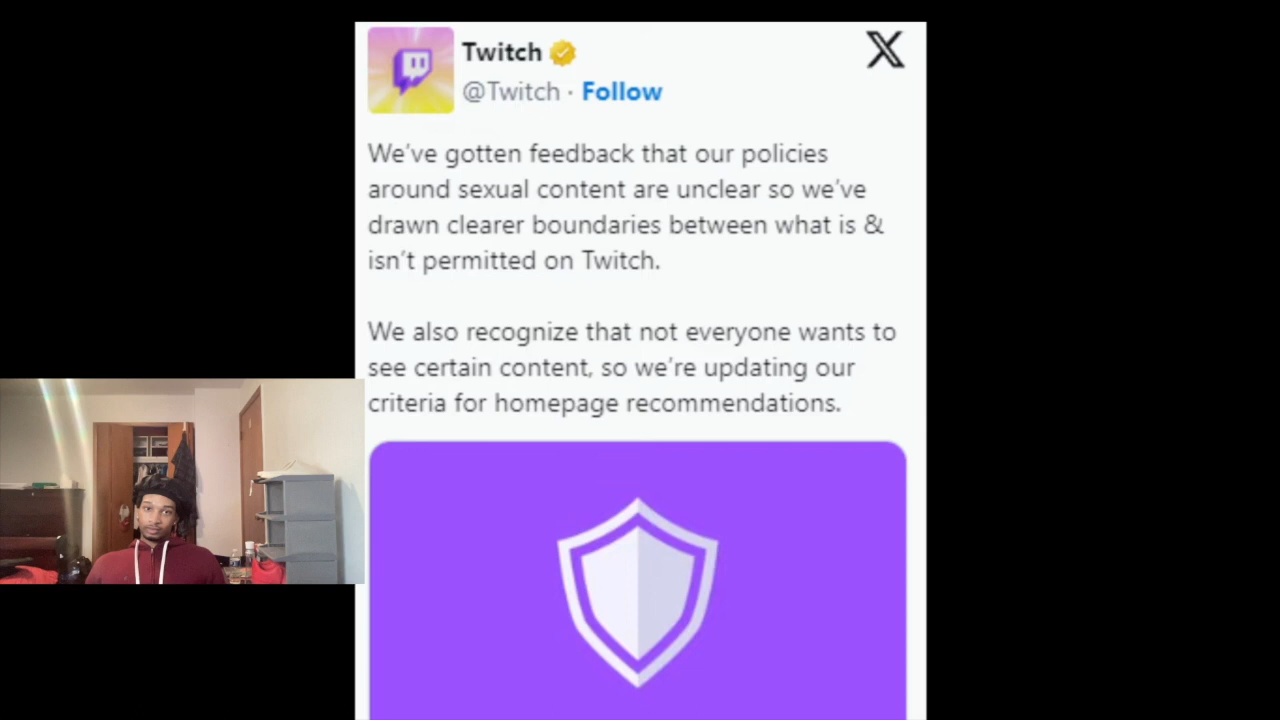 Twitch
@Twitch · Follow
We've gotten feedback that our policies
around sexual content are unclear so we've
drawn clearer boundaries between what is &
isn't permitted on Twitch.
We also recognize that not everyone wants to
see certain content, so we're updating our
criteria for homepage recommendations.